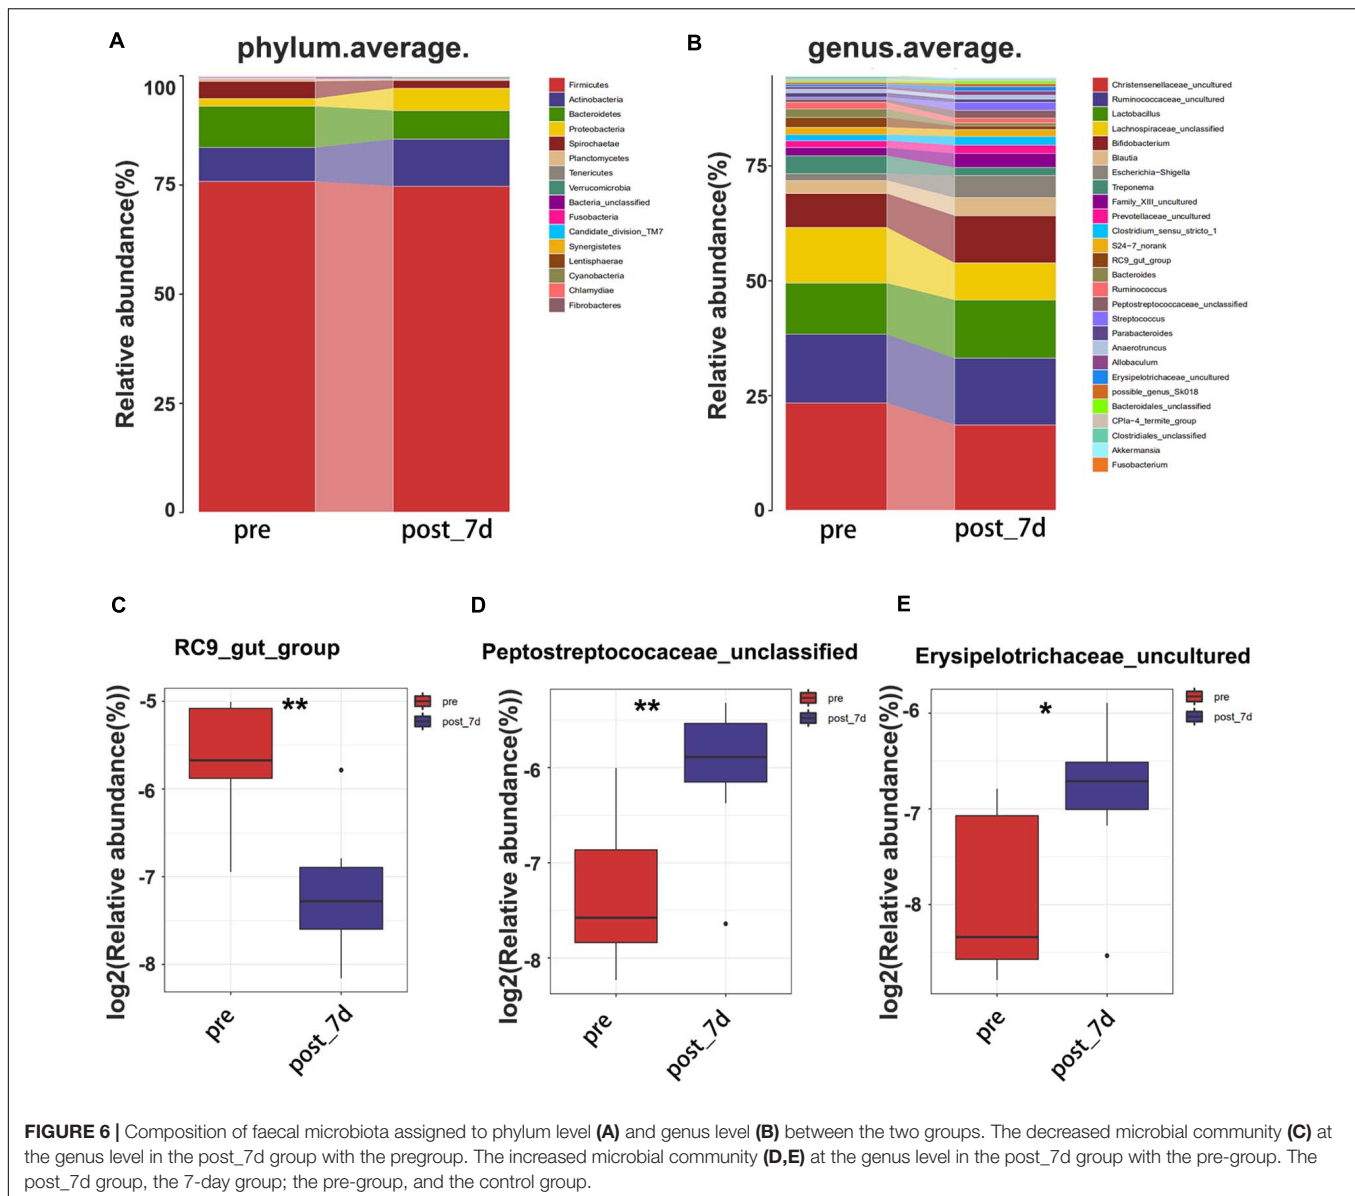 A
phylum.average.
Relative abundance(%)
100
75
50
25
0
pre
post_7d
Firmicutes
Actinobacteria
Bacteroidetes
Proteobacteria
Spirochaetae
Planctomycetes
Tenericutes
Verrucomicrobia
Bacteria_unclassified
Fusobacteria
Candidate_division_TM7
Synergistetes
Lentisphaerae
Cyanobacteria
Chlamydiae
Fibrobacteres
B
genus.average.
Relative abundance(%)
75
50
25
0
pre
post_7d
Christensenellaceae_uncultured
Ruminococcaceae_uncultured
Lactobacillus
Lachnospiraceae_unclassified
Bifidobacterium
Blautia
Escherichia-Shigella
Treponema
Family_XIII_uncultured
Prevotellaceae_uncultured
Clostridium_sensu_stricto_1
S24-7_norank
RC9_gut_group
Bacteroides
Ruminococcus
Peptostreptococcaceae_unclassified
Streptococcus
Parabacteroides
Anaerotruncus
Allobaculum
Erysipelotrichaceae_uncultured
possible_genus_Sk018
Bacteroidales_unclassified
CPla-4_termite_group
Clostridiales_unclassified
Akkermansia
Fusobacterium
C
RC9_gut_group
log2(Relative abundance(%))
-5
-6
-7
-8
**
pre
post_7d
pre
post_7d
D
Peptostreptococaceae_unclassified
log2(Relative abundance(%))
-6
-7
-8
**
pre
post_7d
pre
post_7d
E
Erysipelotrichaceae_uncultured
log2(Relative abundance(%))
-6
-7
-8
*
pre
post_7d
pre
post_7d
FIGURE 6 | Composition of faecal microbiota assigned to phylum level (A) and genus level (B) between the two groups. The decreased microbial community (C) at
the genus level in the post_7d group with the pregroup. The increased microbial community (D,E) at the genus level in the post_7d group with the pre-group. The
post_7d group, the 7-day group; the pre-group, and the control group.